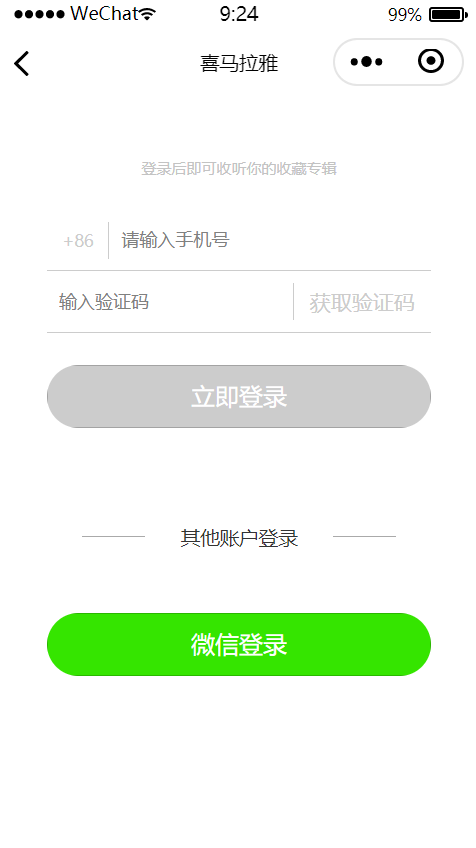 ●●●●● WeChat 9:24 99%
喜马拉雅
登录后即可收听你的收藏专辑
+86 请输入手机号
输入验证码 获取验证码
立即登录
其他账户登录
微信登录